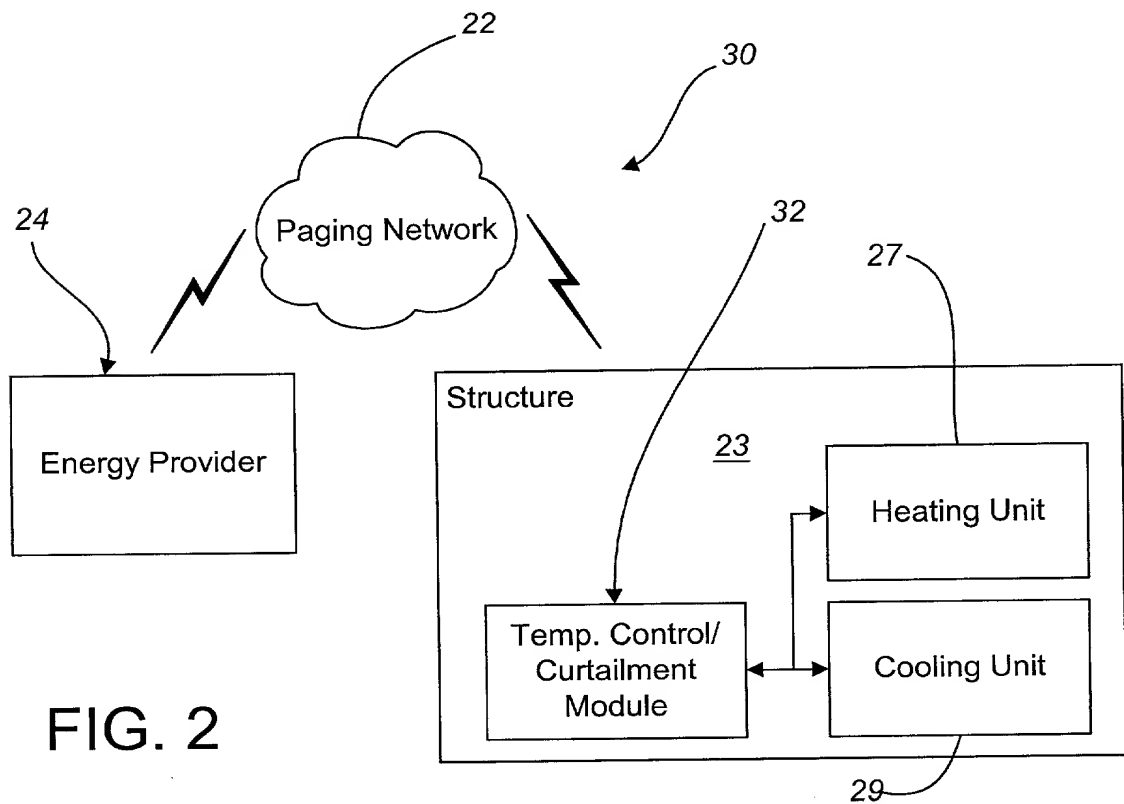 22
30
Paging Network
24
32
27
Structure
23
Energy Provider
Heating Unit
Temp. Control/
Curtailment
Module
Cooling Unit
FIG. 2
29